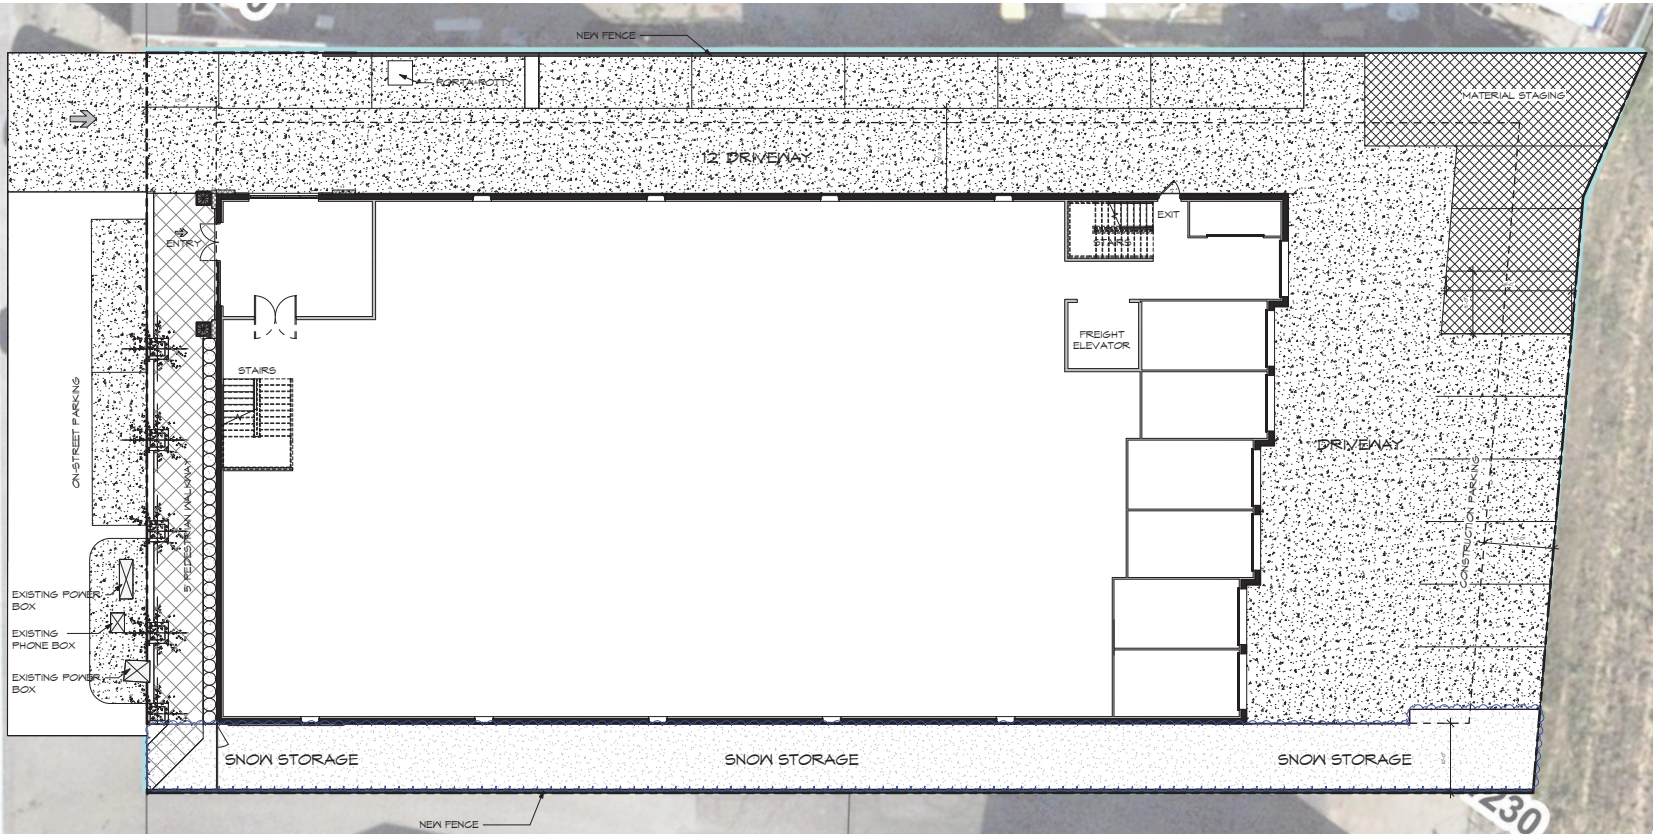 NEW FENCE
PORTA-POTTY
MATERIAL STAGING
12' DRIVEWAY
ENTRY
EXIT
STAIRS
FREIGHT
ELEVATOR
STAIRS
ON-STREET PARKING
5' PEDESTRIAN WALKWAY
DRIVEWAY
CONSTRUCTION PARKING
EXISTING POWER
BOX
EXISTING
PHONE BOX
EXISTING POWER
BOX
SNOW STORAGE
SNOW STORAGE
SNOW STORAGE
NEW FENCE
230